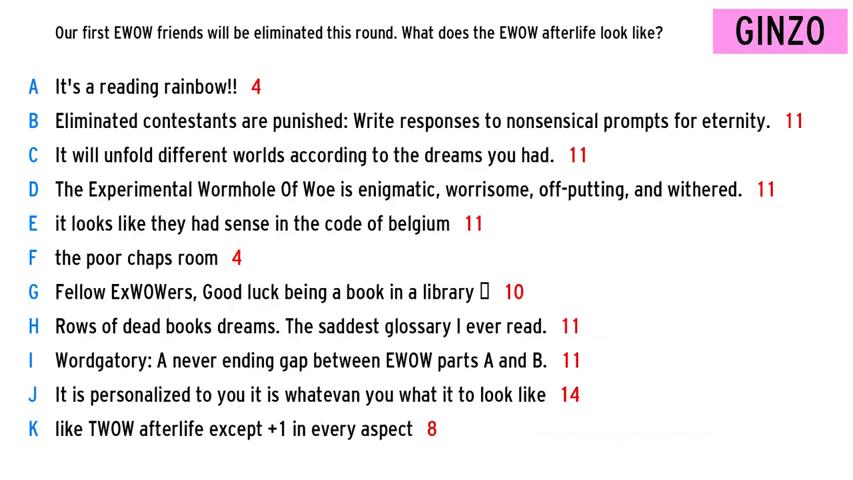 Our first EWOW friends will be eliminated this round. What does the EWOW afterlife look like?
GINZO
A It's a reading rainbow!! 4
B Eliminated contestants are punished: Write responses to nonsensical prompts for eternity. 11
C It will unfold different worlds according to the dreams you had. 11
D The Experimental Wormhole Of Woe is enigmatic, worrisome, off-putting, and withered. 11
E it looks like they had sense in the code of belgium 11
F the poor chaps room 4
G Fellow ExWOWers, Good luck being a book in a library ▯ 10
H Rows of dead books dreams. The saddest glossary I ever read. 11
I Wordgatory: A never ending gap between EWOW parts A and B. 11
J It is personalized to you it is whatevan you what it to look like 14
K like TWOW afterlife except +1 in every aspect 8